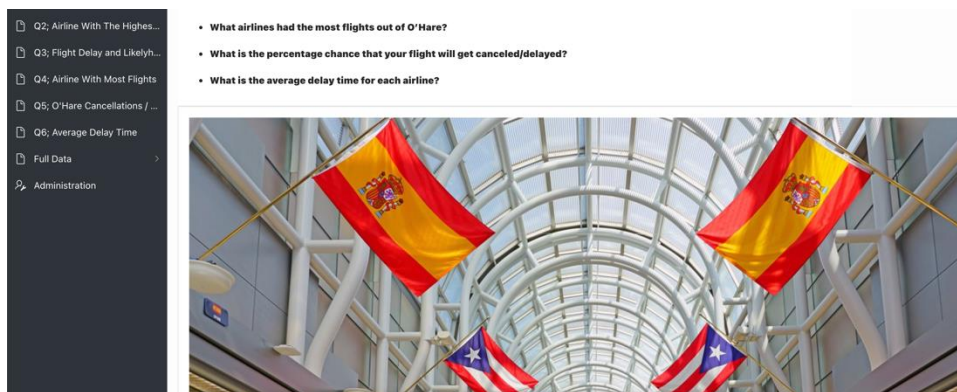 Q2; Airline With The Highes...
Q3; Flight Delay and Likelyh...
Q4; Airline With Most Flights
Q5; O'Hare Cancellations / ...
Q6; Average Delay Time
Full Data
Administration
• What airlines had the most flights out of O'Hare?
• What is the percentage chance that your flight will get canceled/delayed?
• What is the average delay time for each airline?